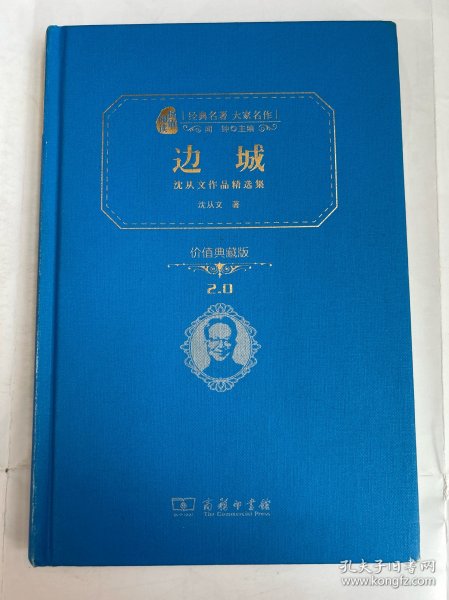 经典名著 大家名作
闻 钟 主编
边城
沈从文作品精选集
沈从文 著
价值典藏版
2.0
商务印书馆
The Commercial Press
孔夫子旧书网
www.kongfz.com